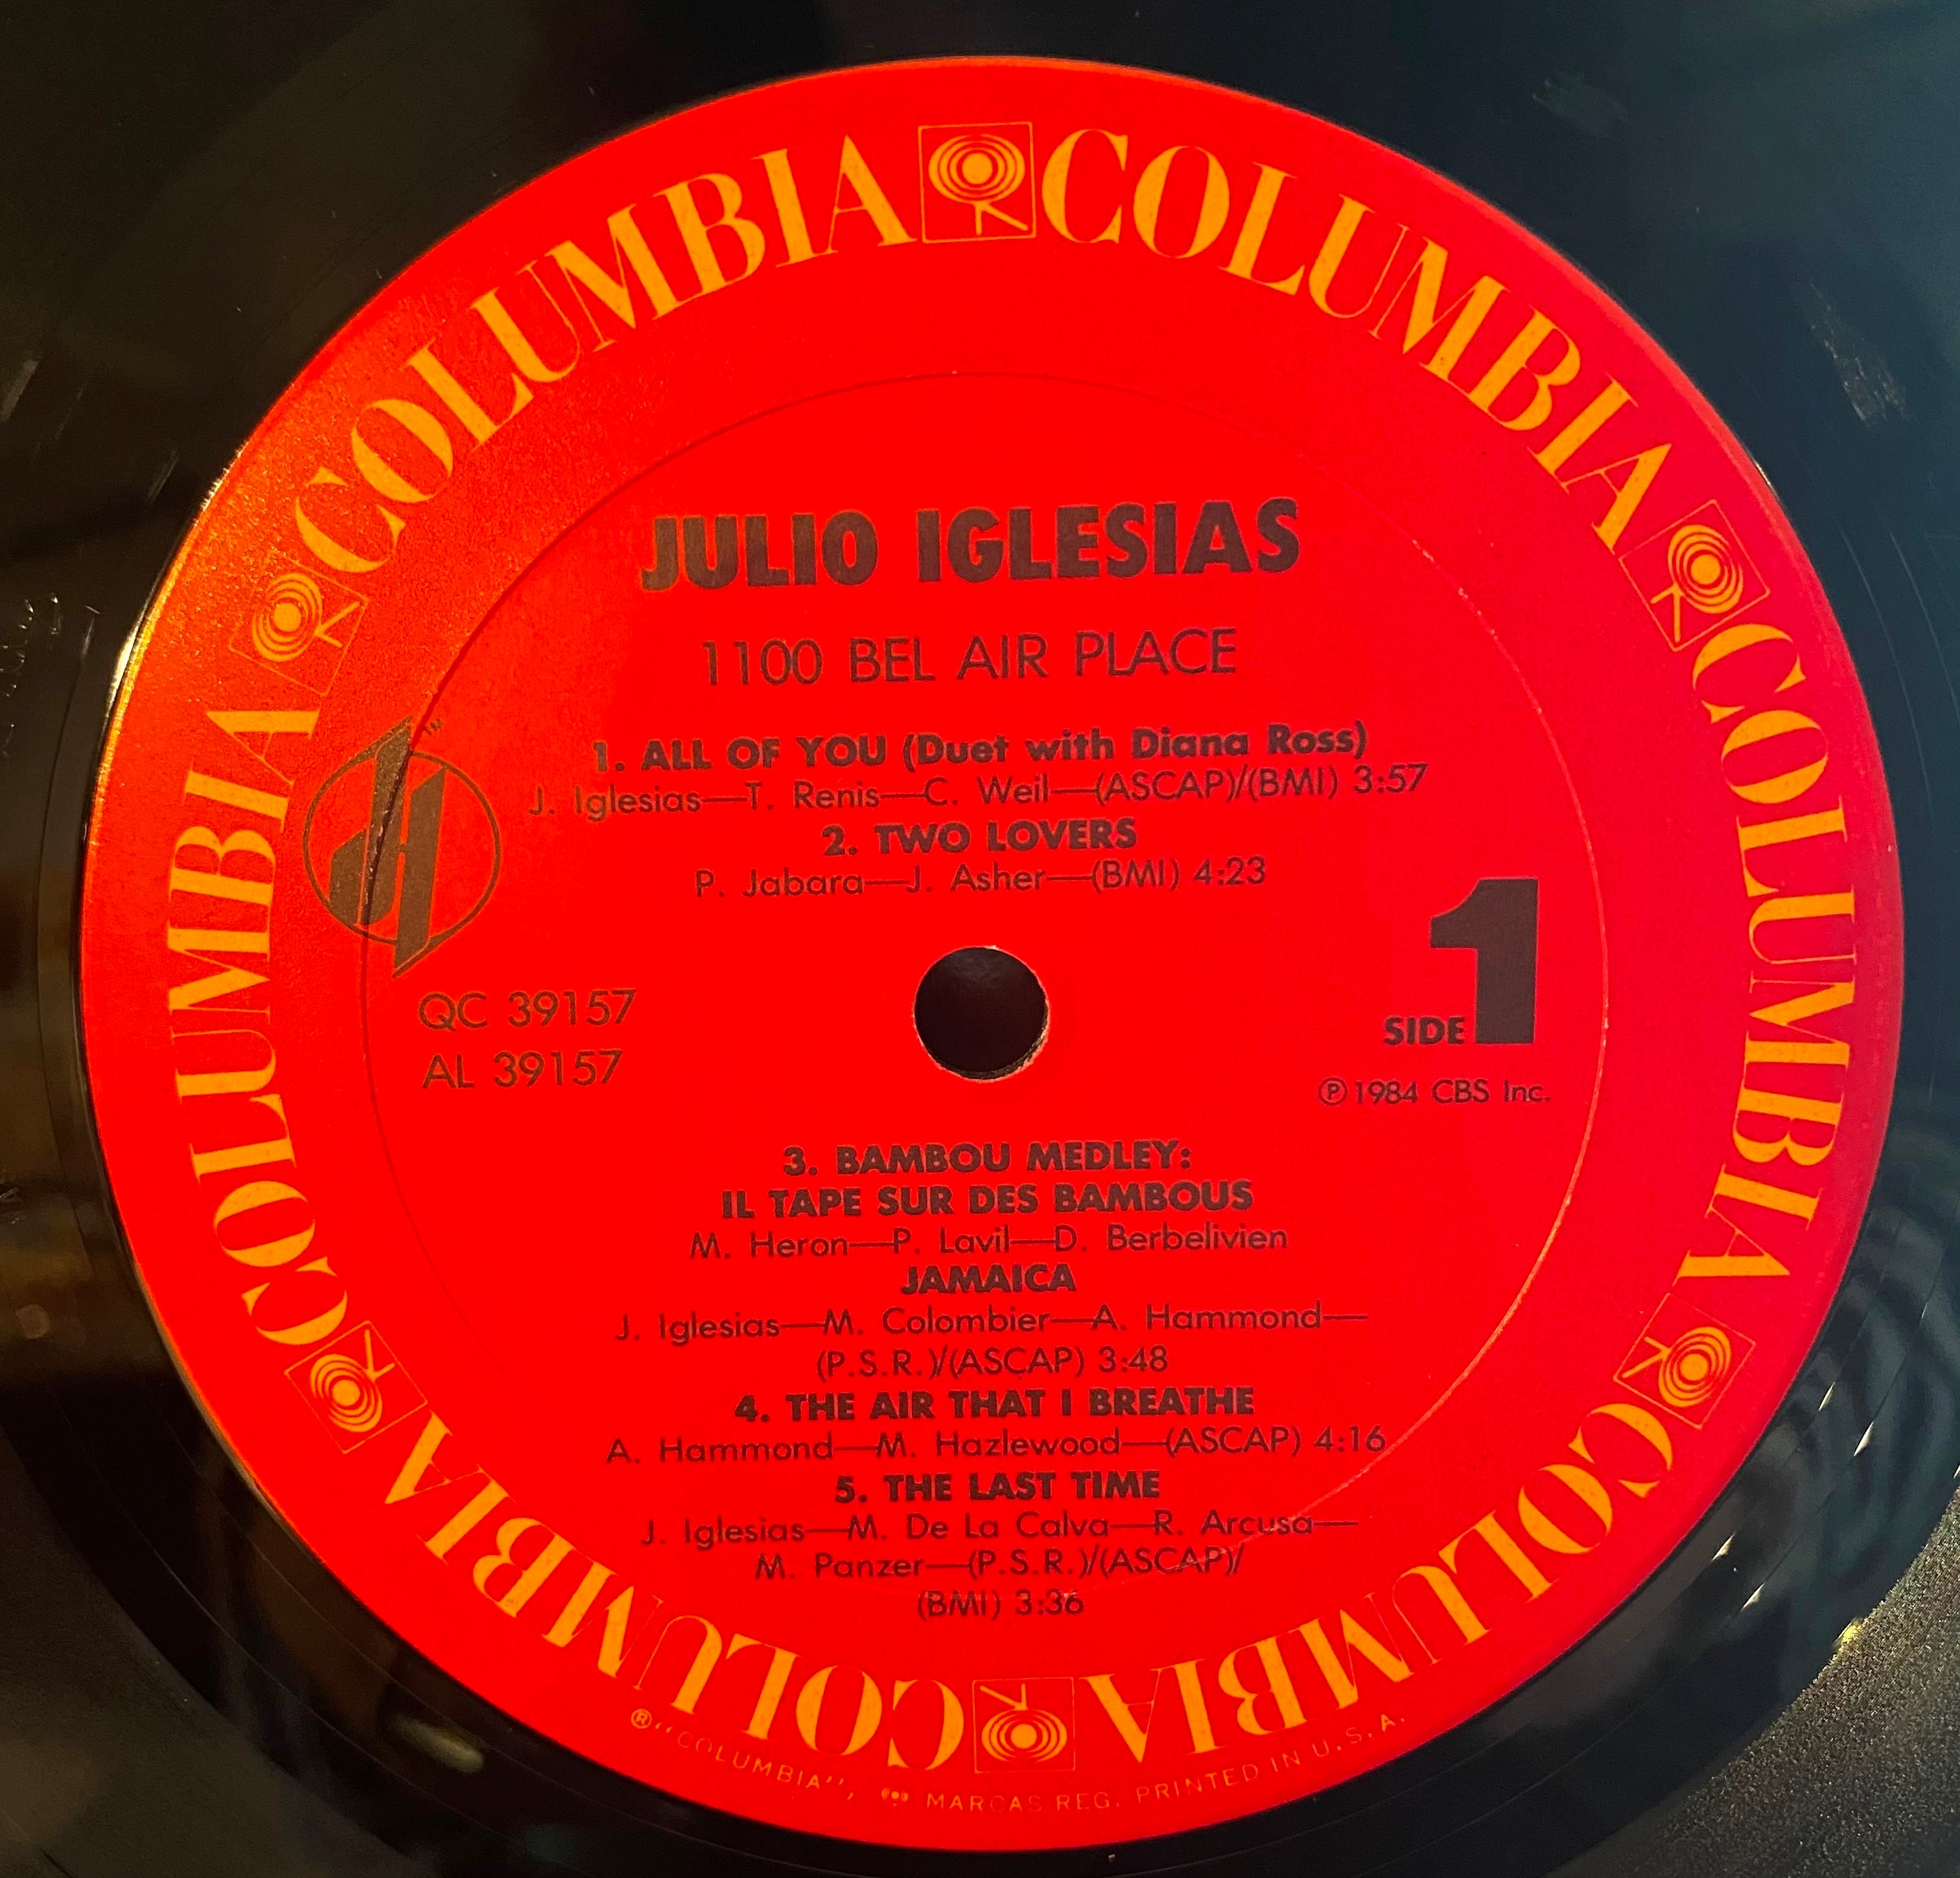 COLUMBIA COLUMBIA COLUMBIA COLUMBIA COLUMBIA COLUMBIA
JULIO IGLESIAS
1100 BEL AIR PLACE
1. ALL OF YOU (Duet with Diana Ross)
J. Iglesias—T. Renis—C. Weil—(ASCAP)/(BMI) 3:57
2. TWO LOVERS
P. Jabara—J. Asher—(BMI) 4:23
TM
QC 39157
AL 39157
SIDE 1
℗ 1984 CBS Inc.
3. BAMBOU MEDLEY:
IL TAPE SUR DES BAMBOUS
M. Heron—P. Lavil—D. Berbelivien
JAMAICA
J. Iglesias—M. Colombier—A. Hammond—
(P.S.R.)/(ASCAP) 3:48
4. THE AIR THAT I BREATHE
A. Hammond—M. Hazlewood—(ASCAP) 4:16
5. THE LAST TIME
J. Iglesias—M. De La Calva—R. Arcusa—
M. Panzer—(P.S.R.)/(ASCAP)/
(BMI) 3:36
® "COLUMBIA", MARCAS REG. PRINTED IN U.S.A.